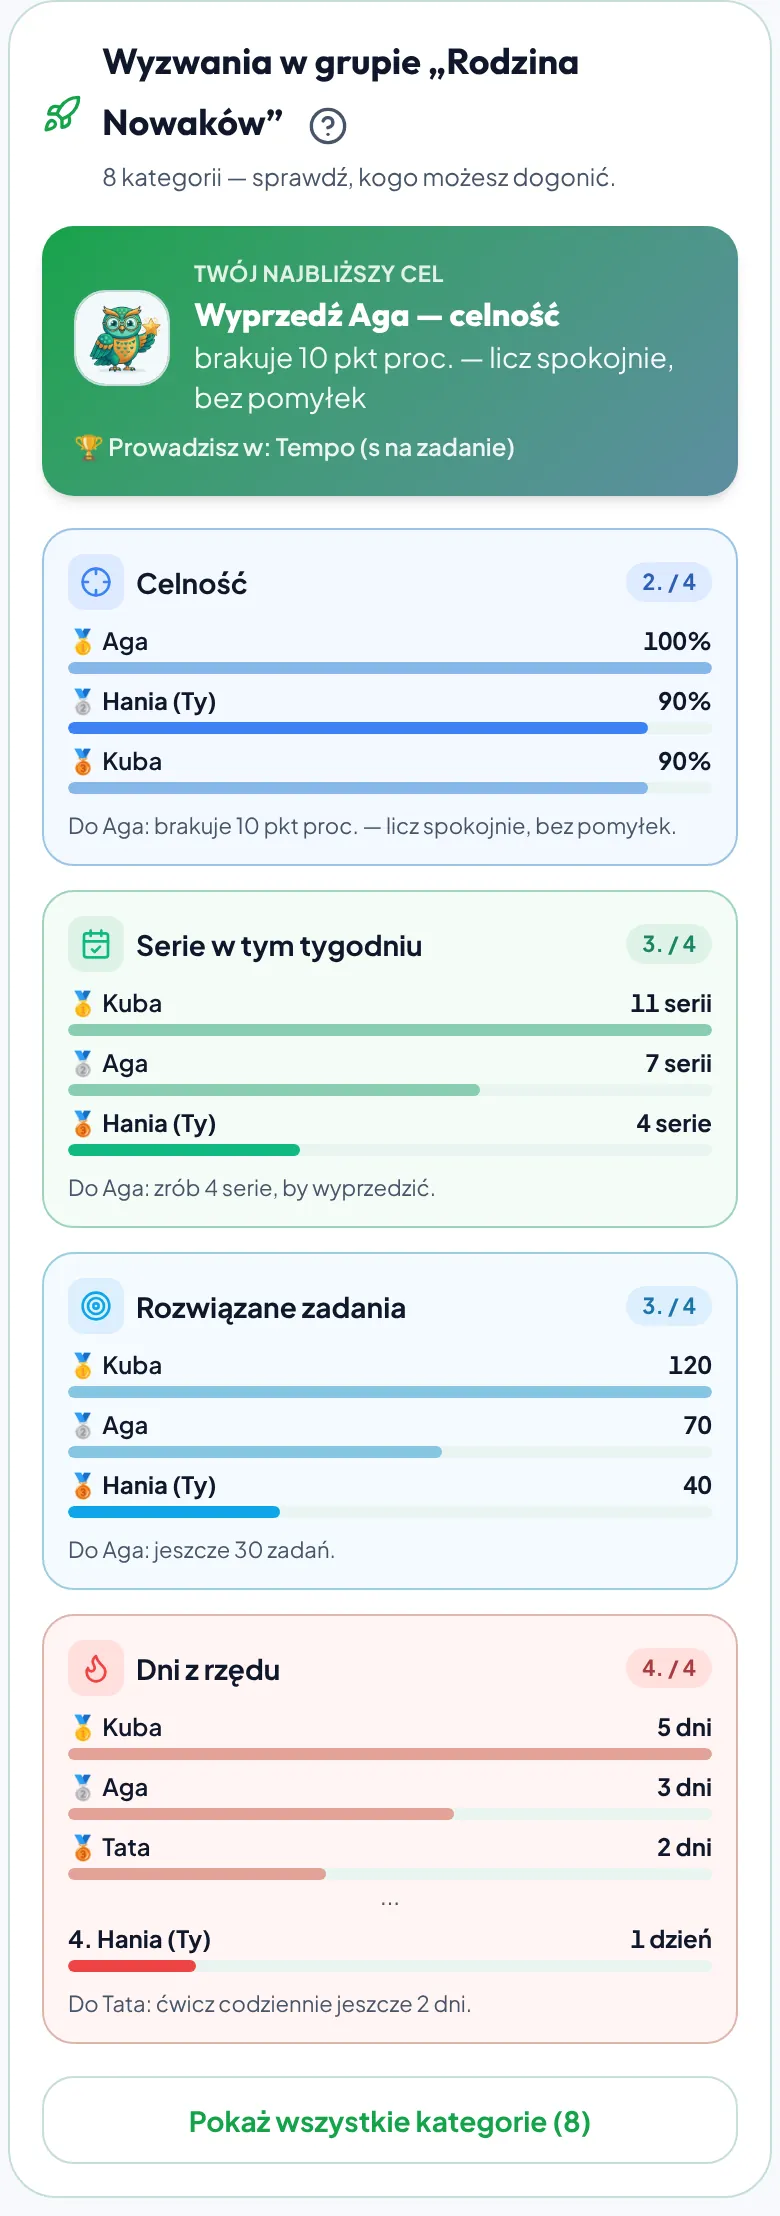 Wyzwania w grupie „Rodzina
Nowaków”
8 kategorii — sprawdź, kogo możesz dogonić.
TWÓJ NAJBLIŻSZY CEL
Wyprzedź Aga — celność
brakuje 10 pkt proc. — licz spokojnie,
bez pomyłek
🏆 Prowadzisz w: Tempo (s na zadanie)
Celność 2. / 4
🥇 Aga 100%
🥈 Hania (Ty) 90%
🥉 Kuba 90%
Do Aga: brakuje 10 pkt proc. — licz spokojnie, bez pomyłek.
Serie w tym tygodniu 3. / 4
🥇 Kuba 11 serii
🥈 Aga 7 serii
🥉 Hania (Ty) 4 serie
Do Aga: zrób 4 serie, by wyprzedzić.
Rozwiązane zadania 3. / 4
🥇 Kuba 120
🥈 Aga 70
🥉 Hania (Ty) 40
Do Aga: jeszcze 30 zadań.
Dni z rzędu 4. / 4
🥇 Kuba 5 dni
🥈 Aga 3 dni
🥉 Tata 2 dni
...
4. Hania (Ty) 1 dzień
Do Tata: ćwicz codziennie jeszcze 2 dni.
Pokaż wszystkie kategorie (8)